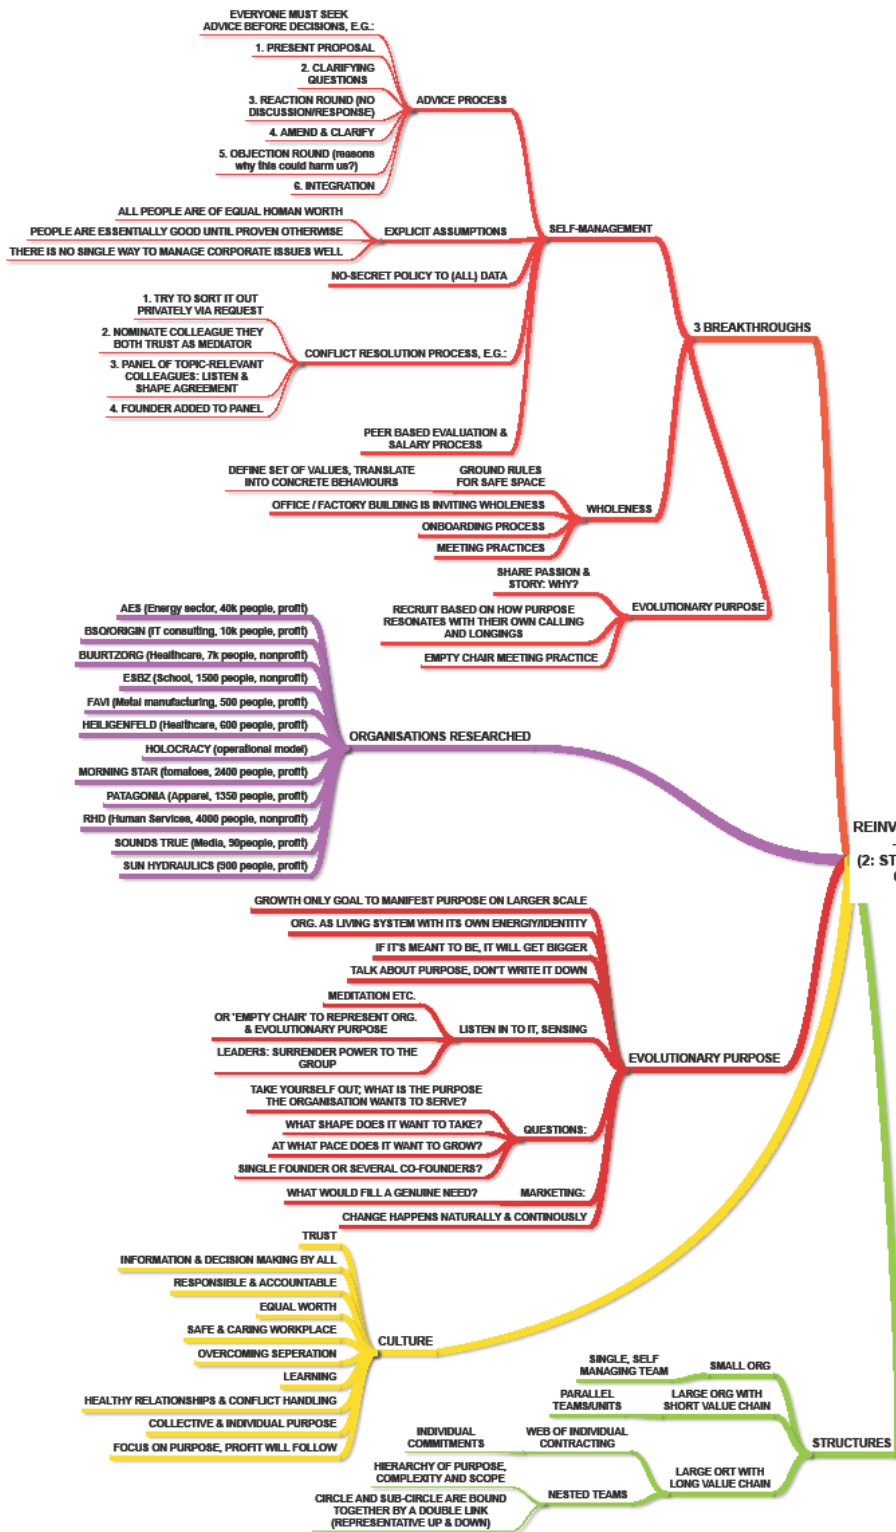 EVERYONE MUST SEEK
ADVICE BEFORE DECISIONS, E.G.:
1. PRESENT PROPOSAL
2. CLARIFYING
QUESTIONS
3. REACTION ROUND (NO
DISCUSSION/RESPONSE)
4. AMEND & CLARIFY
5. OBJECTION ROUND (reasons
why this could harm us?)
6. INTEGRATION
ADVICE PROCESS
ALL PEOPLE ARE OF EQUAL HUMAN WORTH
PEOPLE ARE ESSENTIALLY GOOD UNTIL PROVEN OTHERWISE
THERE IS NO SINGLE WAY TO MANAGE CORPORATE ISSUES WELL
EXPLICIT ASSUMPTIONS
SELF-MANAGEMENT
NO-SECRET POLICY TO (ALL) DATA
1. TRY TO SORT IT OUT
PRIVATELY VIA REQUEST
2. NOMINATE COLLEAGUE THEY
BOTH TRUST AS MEDIATOR
3. PANEL OF TOPIC-RELEVANT
COLLEAGUES: LISTEN &
SHAPE AGREEMENT
4. FOUNDER ADDED TO PANEL
CONFLICT RESOLUTION PROCESS, E.G.:
3 BREAKTHROUGHS
PEER BASED EVALUATION &
SALARY PROCESS
DEFINE SET OF VALUES, TRANSLATE
INTO CONCRETE BEHAVIOURS
GROUND RULES
FOR SAFE SPACE
OFFICE / FACTORY BUILDING IS INVITING WHOLENESS
ONBOARDING PROCESS
MEETING PRACTICES
WHOLENESS
SHARE PASSION &
STORY: WHY?
RECRUIT BASED ON HOW PURPOSE
RESONATES WITH THEIR OWN CALLING
AND LONGINGS
EMPTY CHAIR MEETING PRACTICE
EVOLUTIONARY PURPOSE
AES (Energy sector, 40k people, profit)
BSO/ORIGIN (IT consulting, 10k people, profit)
BUURTZORG (Healthcare, 7k people, nonprofit)
ESBZ (School, 1500 people, nonprofit)
FAVI (Metal manufacturing, 500 people, profit)
HEILIGENFELD (Healthcare, 600 people, profit)
HOLOCRACY (operational model)
MORNING STAR (tomatoes, 2400 people, profit)
PATAGONIA (Apparel, 1350 people, profit)
RHD (Human Services, 4000 people, nonprofit)
SOUNDS TRUE (Media, 90people, profit)
SUN HYDRAULICS (900 people, profit)
ORGANISATIONS RESEARCHED
REINV
(2: ST
GROWTH ONLY GOAL TO MANIFEST PURPOSE ON LARGER SCALE
ORG. AS LIVING SYSTEM WITH ITS OWN ENERGIY/IDENTITY
IF IT'S MEANT TO BE, IT WILL GET BIGGER
TALK ABOUT PURPOSE, DON'T WRITE IT DOWN
MEDITATION ETC.
OR 'EMPTY CHAIR' TO REPRESENT ORG.
& EVOLUTIONARY PURPOSE
LEADERS: SURRENDER POWER TO THE
GROUP
LISTEN IN TO IT, SENSING
EVOLUTIONARY PURPOSE
TAKE YOURSELF OUT; WHAT IS THE PURPOSE
THE ORGANISATION WANTS TO SERVE?
WHAT SHAPE DOES IT WANT TO TAKE?
AT WHAT PACE DOES IT WANT TO GROW?
SINGLE FOUNDER OR SEVERAL CO-FOUNDERS?
QUESTIONS:
WHAT WOULD FILL A GENUINE NEED?
MARKETING:
CHANGE HAPPENS NATURALLY & CONTINOUSLY
TRUST
INFORMATION & DECISION MAKING BY ALL
RESPONSIBLE & ACCOUNTABLE
EQUAL WORTH
SAFE & CARING WORKPLACE
OVERCOMING SEPERATION
LEARNING
HEALTHY RELATIONSHIPS & CONFLICT HANDLING
COLLECTIVE & INDIVIDUAL PURPOSE
FOCUS ON PURPOSE, PROFIT WILL FOLLOW
CULTURE
SINGLE, SELF
MANAGING TEAM
SMALL ORG
PARALLEL
TEAMS/UNITS
LARGE ORG WITH
SHORT VALUE CHAIN
INDIVIDUAL
COMMITMENTS
WEB OF INDIVIDUAL
CONTRACTING
HIERARCHY OF PURPOSE,
COMPLEXITY AND SCOPE
CIRCLE AND SUB-CIRCLE ARE BOUND
TOGETHER BY A DOUBLE LINK
(REPRESENTATIVE UP & DOWN)
NESTED TEAMS
LARGE ORT WITH
LONG VALUE CHAIN
STRUCTURES